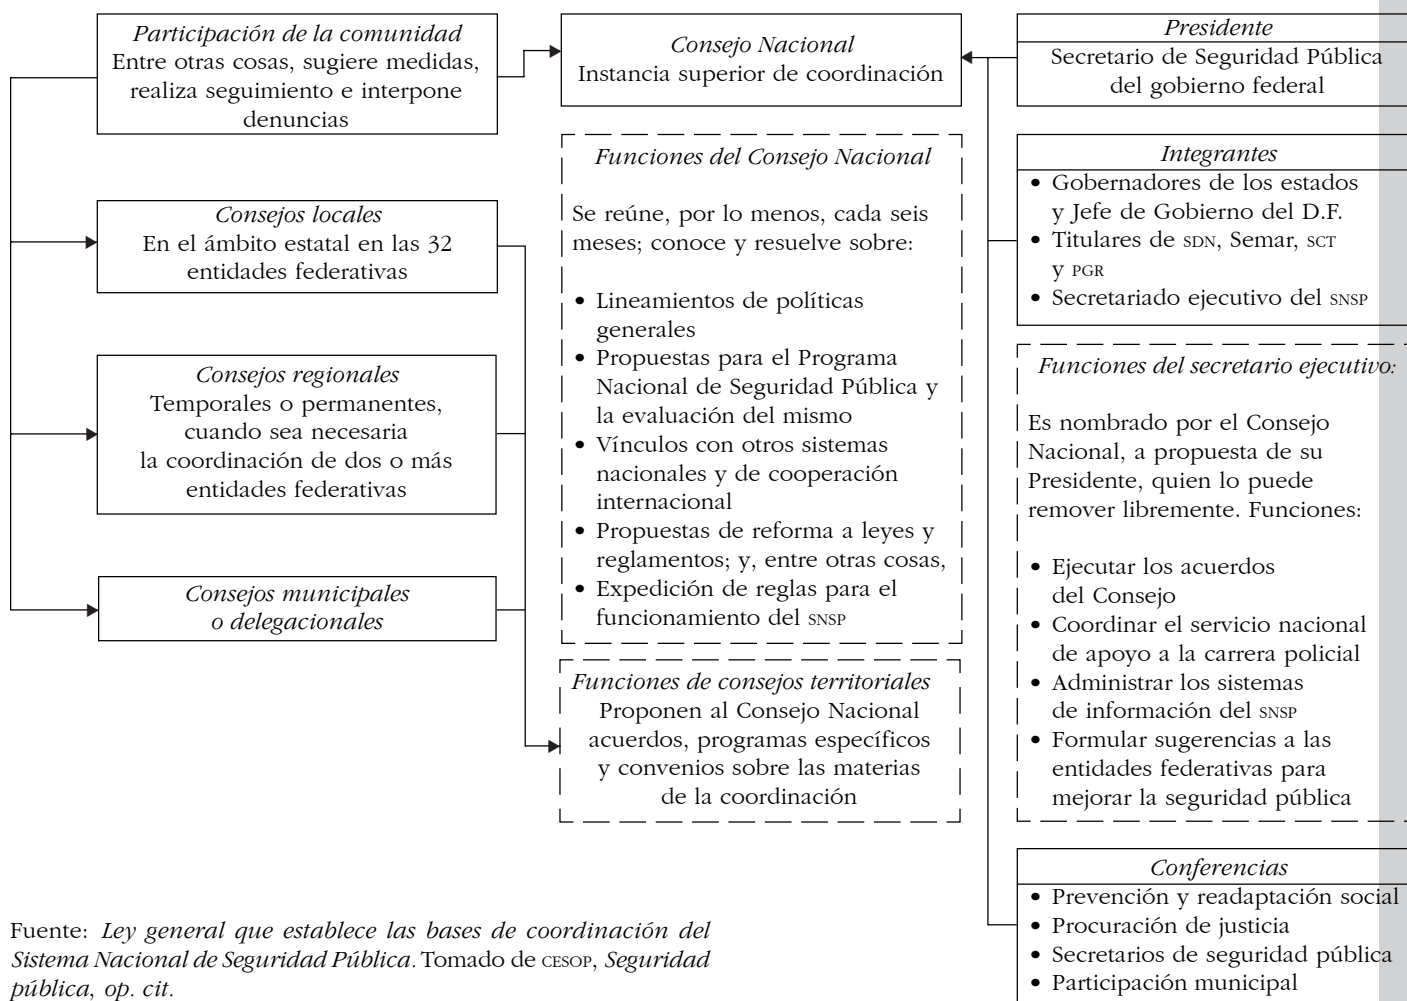 Participación de la comunidad
Entre otras cosas, sugiere medidas,
realiza seguimiento e interpone
denuncias
Consejos locales
En el ámbito estatal en las 32
entidades federativas
Consejos regionales
Temporales o permanentes,
cuando sea necesaria
la coordinación de dos o más
entidades federativas
Consejos municipales
o delegacionales
Consejo Nacional
Instancia superior de coordinación
Funciones del Consejo Nacional
Se reúne, por lo menos, cada seis
meses; conoce y resuelve sobre:
• Lineamientos de políticas
generales
• Propuestas para el Programa
Nacional de Seguridad Pública y
la evaluación del mismo
• Vínculos con otros sistemas
nacionales y de cooperación
internacional
• Propuestas de reforma a leyes y
reglamentos; y, entre otras cosas,
• Expedición de reglas para el
funcionamiento del SNSP
Funciones de consejos territoriales
Proponen al Consejo Nacional
acuerdos, programas específicos
y convenios sobre las materias
de la coordinación
Presidente
Secretario de Seguridad Pública
del gobierno federal
Integrantes
• Gobernadores de los estados
y Jefe de Gobierno del D.F.
• Titulares de SDN, Semar, SCT
y PGR
• Secretariado ejecutivo del SNSP
Funciones del secretario ejecutivo:
Es nombrado por el Consejo
Nacional, a propuesta de su
Presidente, quien lo puede
remover libremente. Funciones:
• Ejecutar los acuerdos
del Consejo
• Coordinar el servicio nacional
de apoyo a la carrera policial
• Administrar los sistemas
de información del SNSP
• Formular sugerencias a las
entidades federativas para
mejorar la seguridad pública
Conferencias
• Prevención y readaptación social
• Procuración de justicia
• Secretarios de seguridad pública
• Participación municipal
Fuente: Ley general que establece las bases de coordinación del
Sistema Nacional de Seguridad Pública. Tomado de CESOP, Seguridad
pública, op. cit.